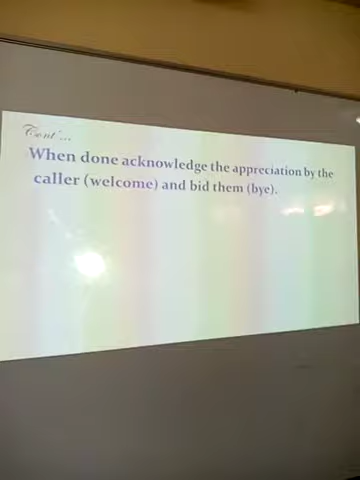 Cont'...
When done acknowledge the appreciation by the
caller (welcome) and bid them (bye).